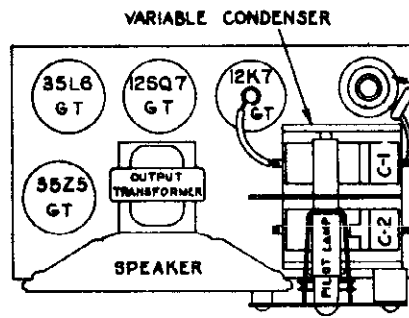 VARIABLE CONDENSER
35L6
GT
12SQ7
GT
12K7
GT
35Z5
GT
OUTPUT
TRANSFORMER
SPEAKER
PILOT LAMP
C-1
C-2